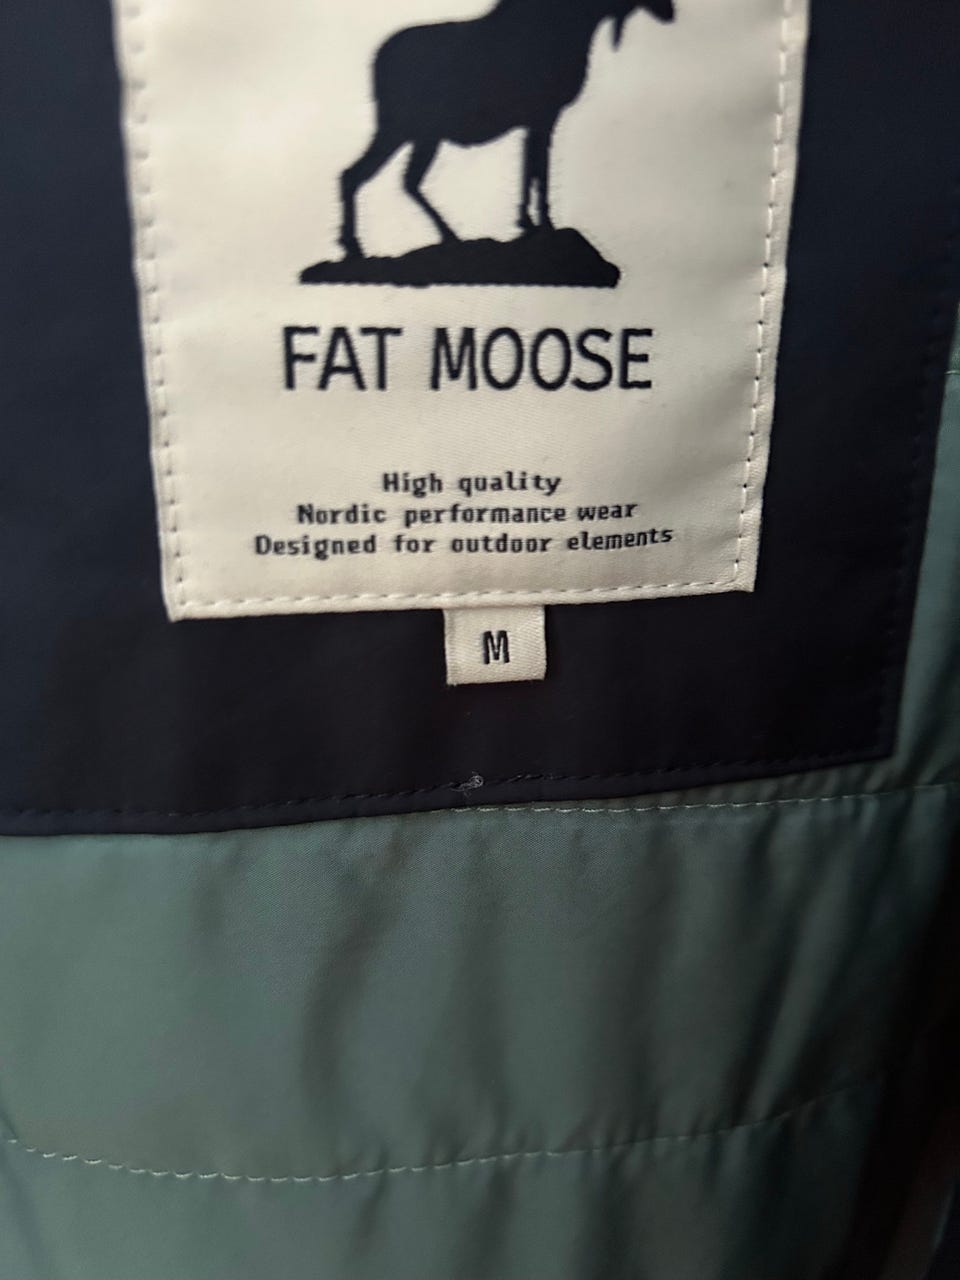 FAT MOOSE
High quality
Nordic performance wear
Designed for outdoor elements
M